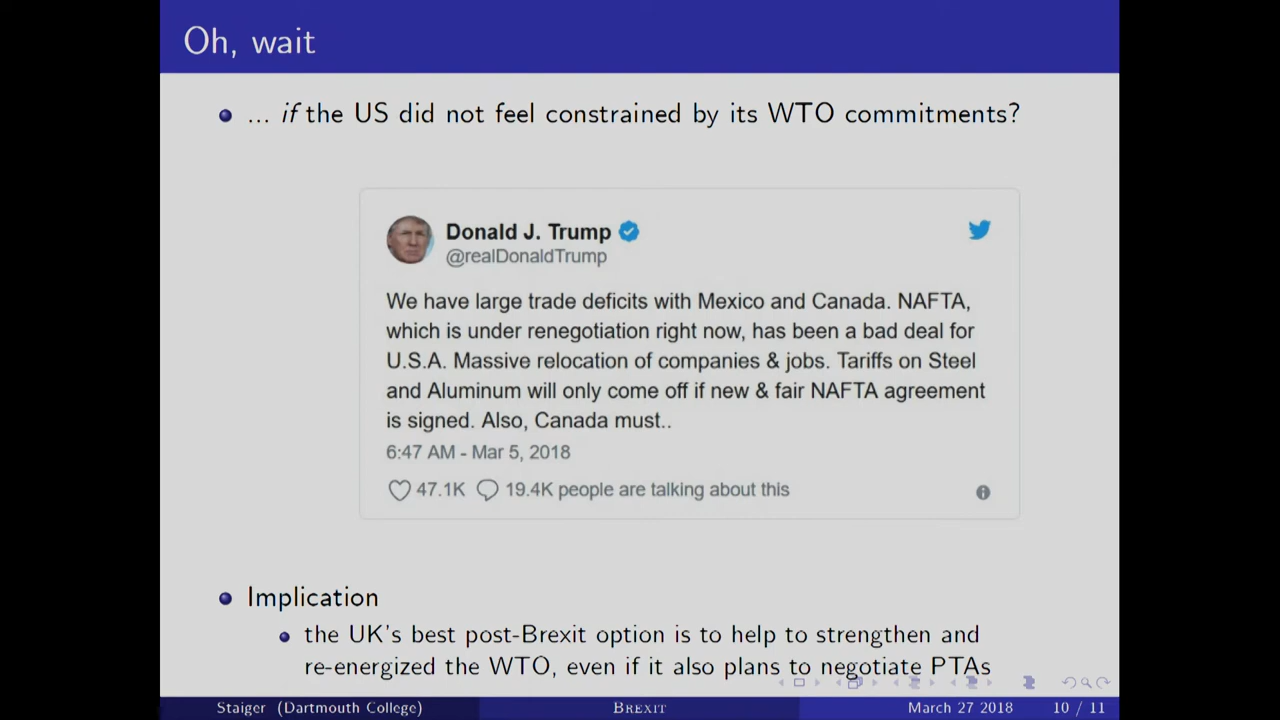 Oh, wait
... if the US did not feel constrained by its WTO commitments?
Donald J. Trump
@realDonaldTrump
We have large trade deficits with Mexico and Canada. NAFTA,
which is under renegotiation right now, has been a bad deal for
U.S.A. Massive relocation of companies & jobs. Tariffs on Steel
and Aluminum will only come off if new & fair NAFTA agreement
is signed. Also, Canada must..
6:47 AM - Mar 5, 2018
47.1K 19.4K people are talking about this
Implication
the UK's best post-Brexit option is to help to strengthen and
re-energized the WTO, even if it also plans to negotiate PTAs
Staiger (Dartmouth College) BREXIT March 27 2018 10 / 11